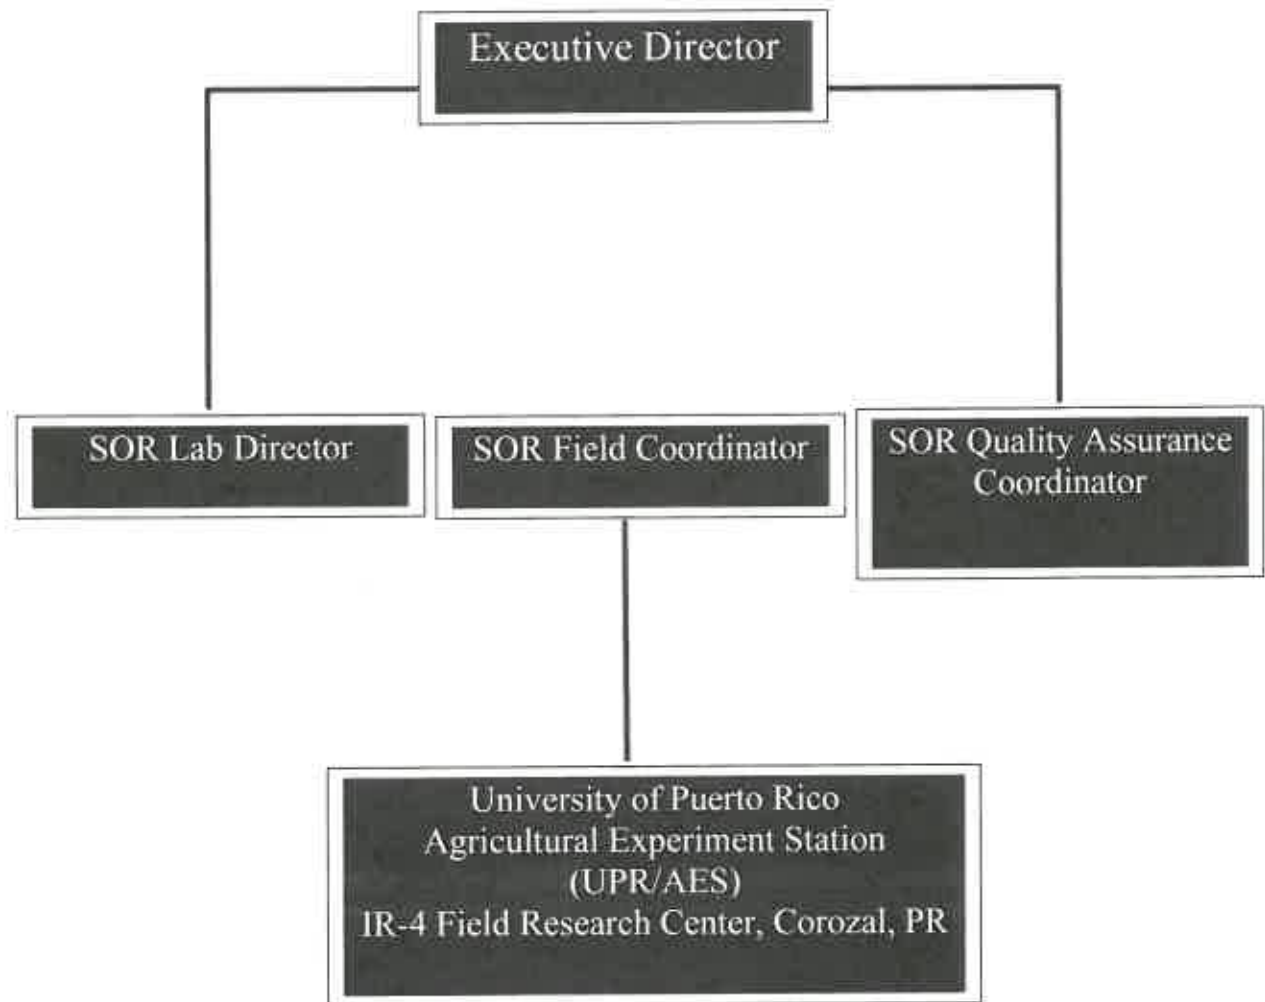 Executive Director
SOR Lab Director
SOR Field Coordinator
SOR Quality Assurance
Coordinator
University of Puerto Rico
Agricultural Experiment Station
(UPR/AES)
IR-4 Field Research Center, Corozal, PR